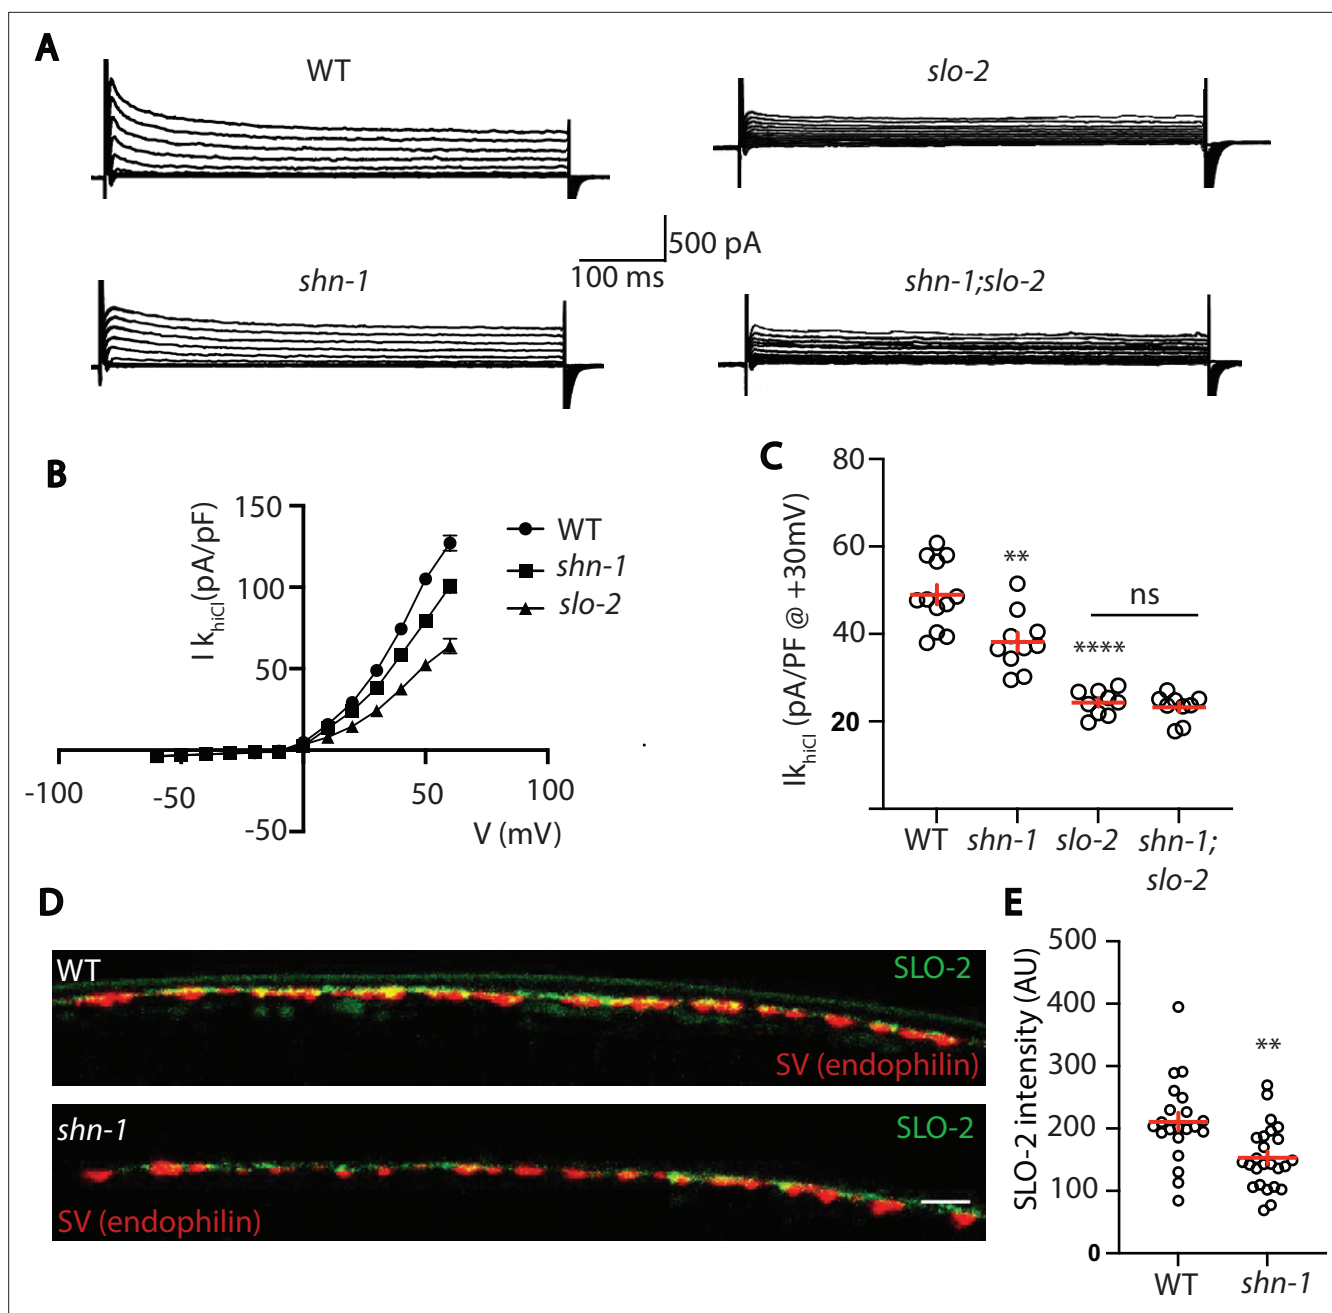 A
WT
slo-2
500 pA
100 ms
shn-1
shn-1;slo-2
B
I k_hiCl (pA/pF)
150
100
50
-50
-100
-50
50
100
V (mV)
WT
shn-1
slo-2
C
Ik_hiCl (pA/PF @ +30mV)
80
60
40
20
**
****
ns
WT
shn-1
slo-2
shn-1;
slo-2
D
WT
SLO-2
SV (endophilin)
shn-1
SLO-2
SV (endophilin)
E
SLO-2 intensity (AU)
500
400
300
200
100
0
**
WT
shn-1